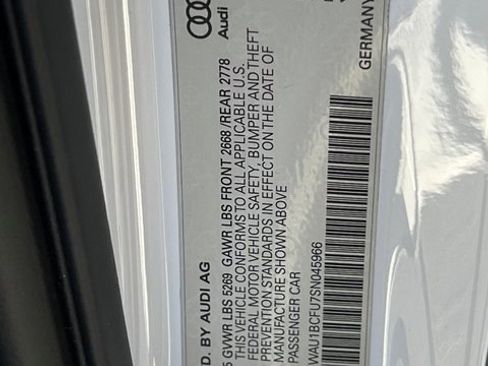 D. BY AUDI AG
Audi
5 GVWR LBS 5269 GAWR LBS FRONT 2668/REAR 2778
THIS VEHICLE CONFORMS TO ALL APPLICABLE U.S.
FEDERAL MOTOR VEHICLE SAFETY, BUMPER AND THEFT
PREVENTION STANDARDS IN EFFECT ON THE DATE OF
MANUFACTURE SHOWN ABOVE
PASSENGER CAR
WAU1BCFU7SN045966
GERMANY